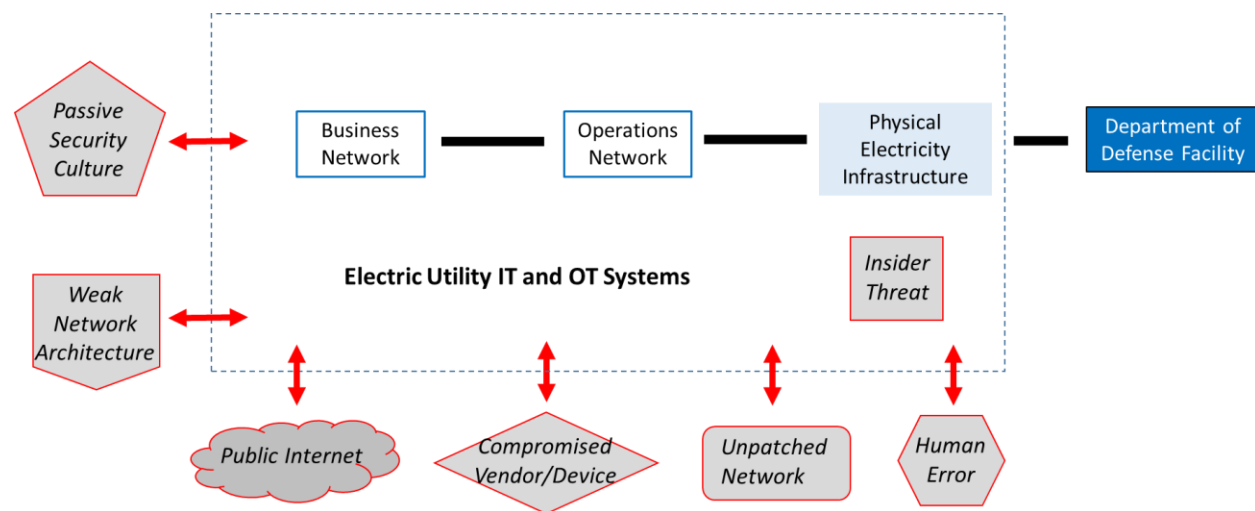 Passive
Security
Culture
Business
Network
Operations
Network
Physical
Electricity
Infrastructure
Department of
Defense Facility
Weak
Network
Architecture
Electric Utility IT and OT Systems
Insider
Threat
Public Internet
Compromised
Vendor/Device
Unpatched
Network
Human
Error